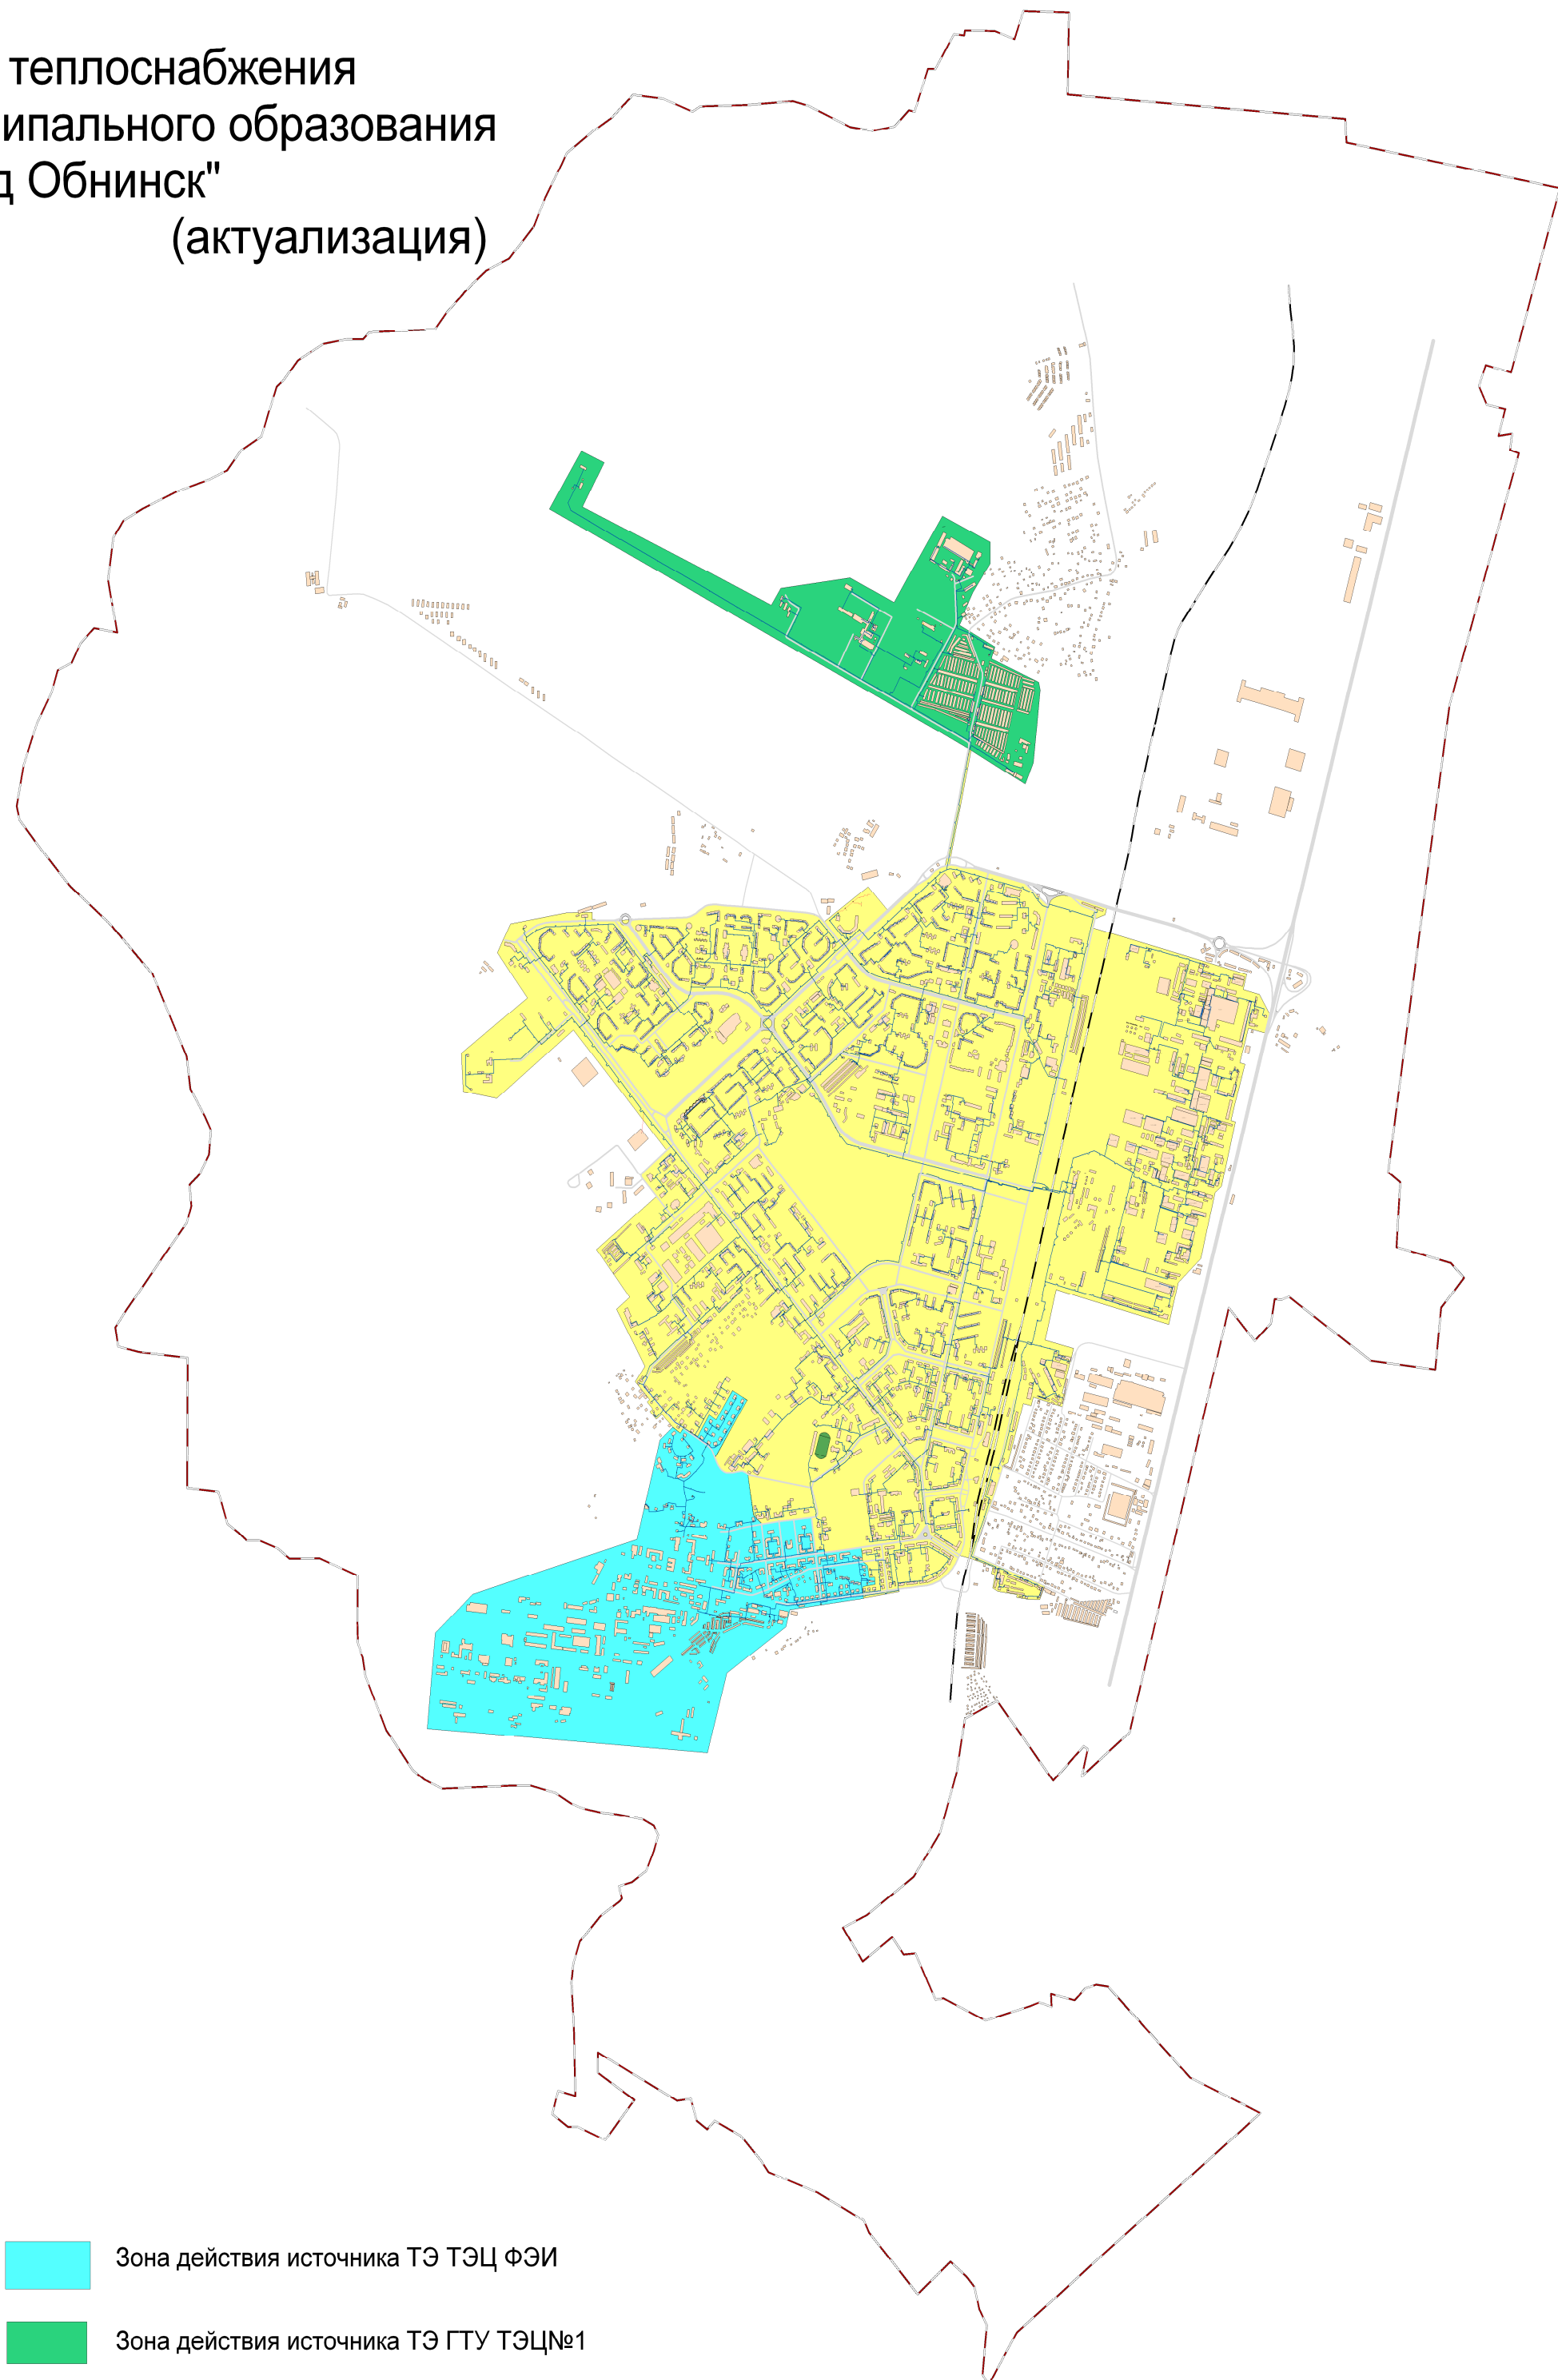 теплоснабжения
ипального образования
д Обнинск"
(актуализация)
Зона действия источника ТЭ ТЭЦ ФЭИ
Зона действия источника ТЭ ГТУ ТЭЦ№1